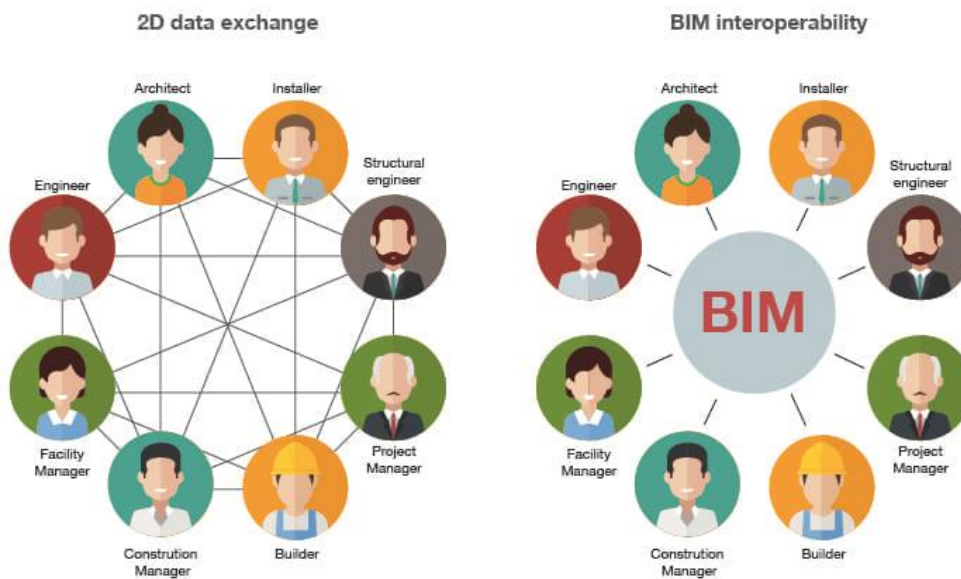 2D data exchange
Architect
Installer
Engineer
Structural
engineer
Facility
Manager
Project
Manager
Constrution
Manager
Builder
BIM interoperability
Architect
Installer
Engineer
Structural
engineer
BIM
Facility
Manager
Project
Manager
Constrution
Manager
Builder